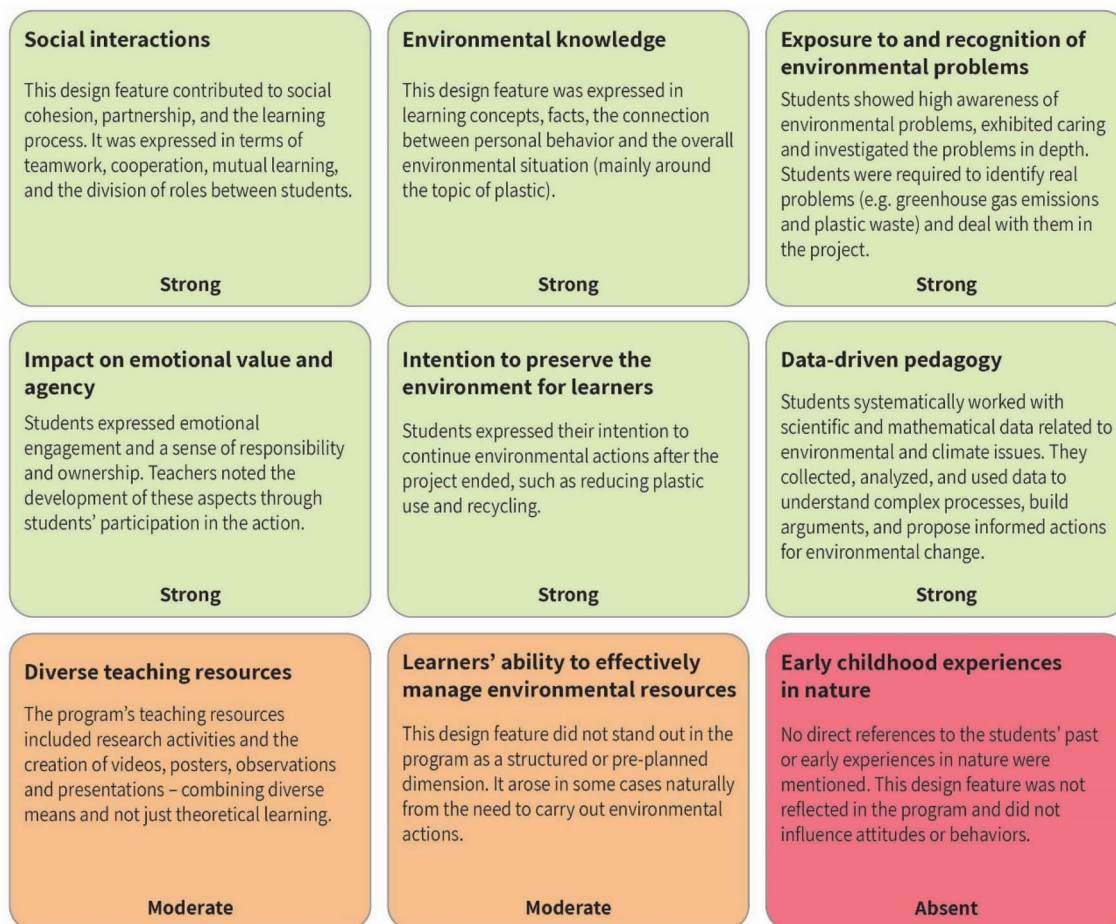 Social interactions
This design feature contributed to social
cohesion, partnership, and the learning
process. It was expressed in terms of
teamwork, cooperation, mutual learning,
and the division of roles between students.
Strong
Environmental knowledge
This design feature was expressed in
learning concepts, facts, the connection
between personal behavior and the overall
environmental situation (mainly around
the topic of plastic).
Strong
Exposure to and recognition of
environmental problems
Students showed high awareness of
environmental problems, exhibited caring
and investigated the problems in depth.
Students were required to identify real
problems (e.g. greenhouse gas emissions
and plastic waste) and deal with them in
the project.
Strong
Impact on emotional value and
agency
Students expressed emotional
engagement and a sense of responsibility
and ownership. Teachers noted the
development of these aspects through
students’ participation in the action.
Strong
Intention to preserve the
environment for learners
Students expressed their intention to
continue environmental actions after the
project ended, such as reducing plastic
use and recycling.
Strong
Data-driven pedagogy
Students systematically worked with
scientific and mathematical data related to
environmental and climate issues. They
collected, analyzed, and used data to
understand complex processes, build
arguments, and propose informed actions
for environmental change.
Strong
Diverse teaching resources
The program’s teaching resources
included research activities and the
creation of videos, posters, observations
and presentations – combining diverse
means and not just theoretical learning.
Moderate
Learners’ ability to effectively
manage environmental resources
This design feature did not stand out in the
program as a structured or pre-planned
dimension. It arose in some cases naturally
from the need to carry out environmental
actions.
Moderate
Early childhood experiences
in nature
No direct references to the students' past
or early experiences in nature were
mentioned. This design feature was not
reflected in the program and did not
influence attitudes or behaviors.
Absent